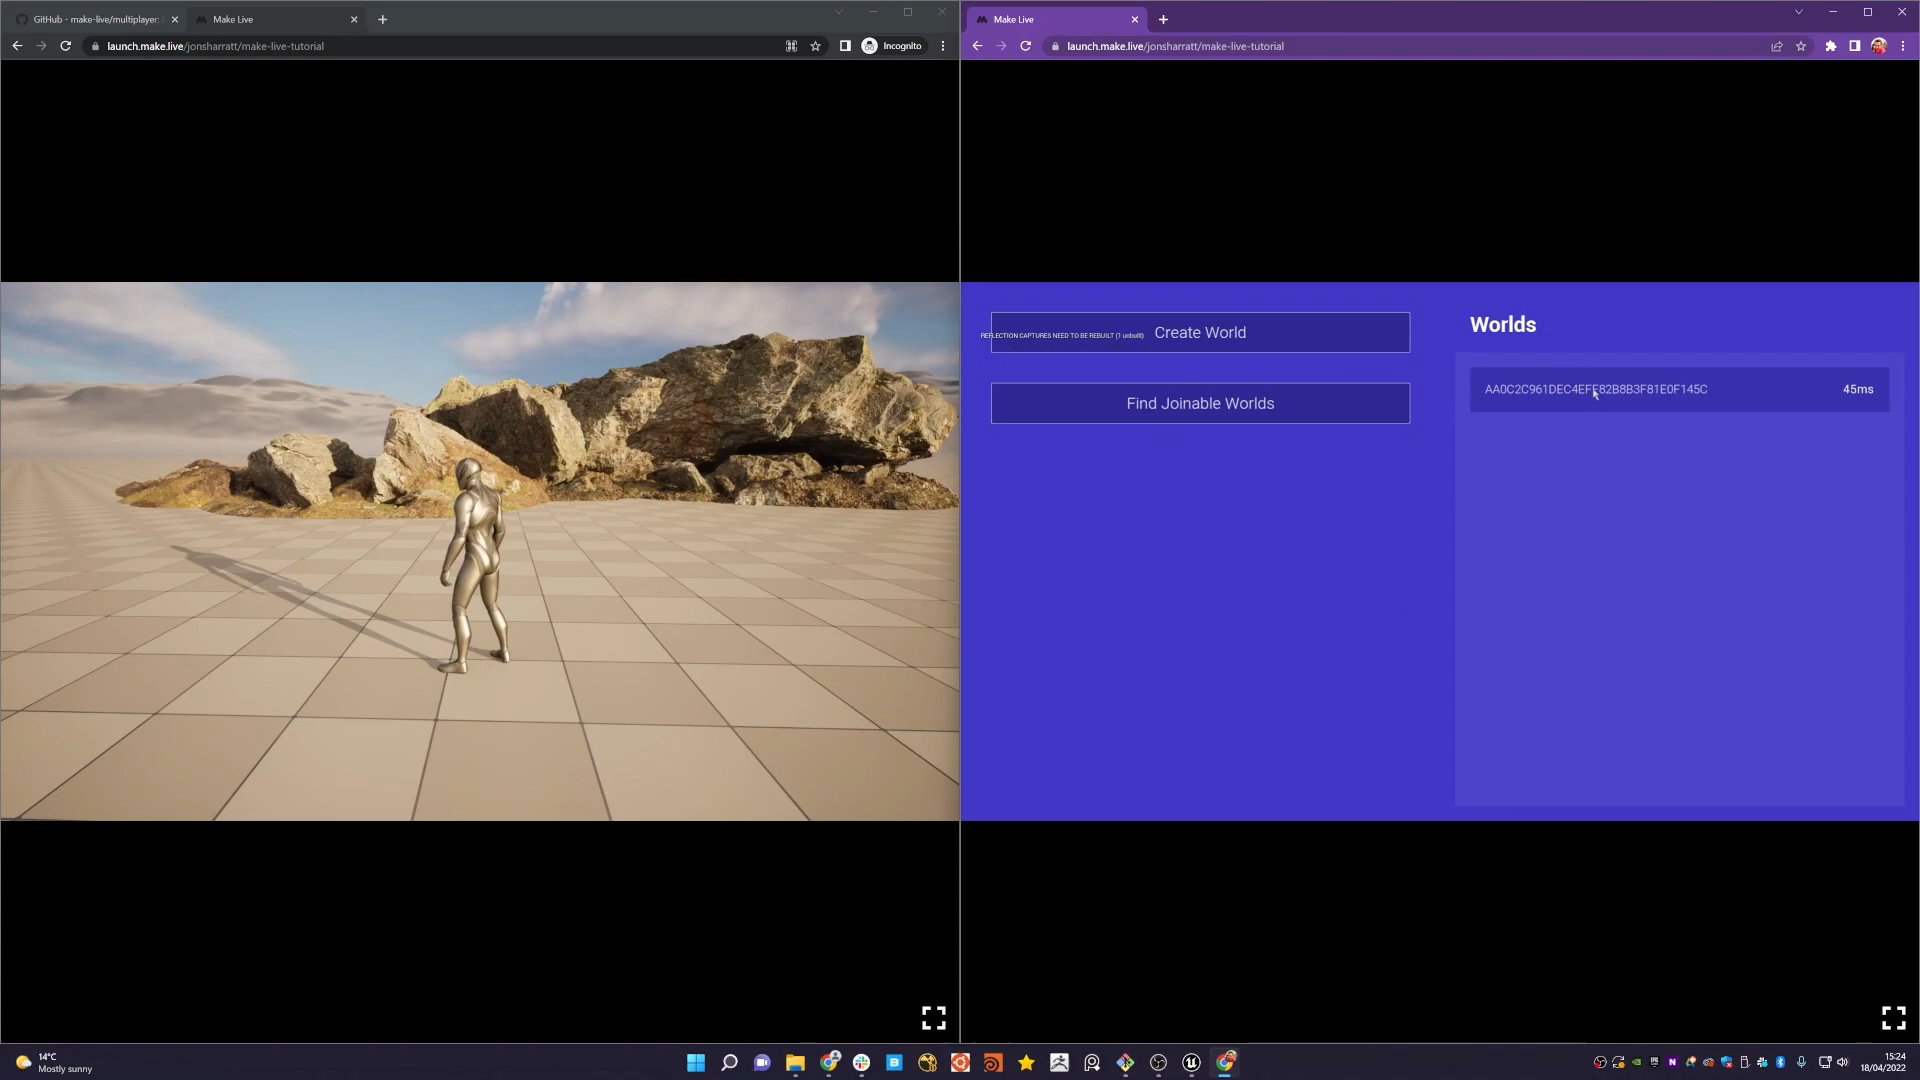 GitHub - make-live/multiplayer:
Make Live
launch.make.live/jonsharratt/make-live-tutorial
Incognito
Make Live
launch.make.live/jonsharratt/make-live-tutorial
REFLECTION CAPTURES NEED TO BE REBUILT (1 unbuilt)
Create World
Find Joinable Worlds
Worlds
AA0C2C961DEC4EFE82B8B3F81E0F145C
45ms
14°C
Mostly sunny
15:24
18/04/2022